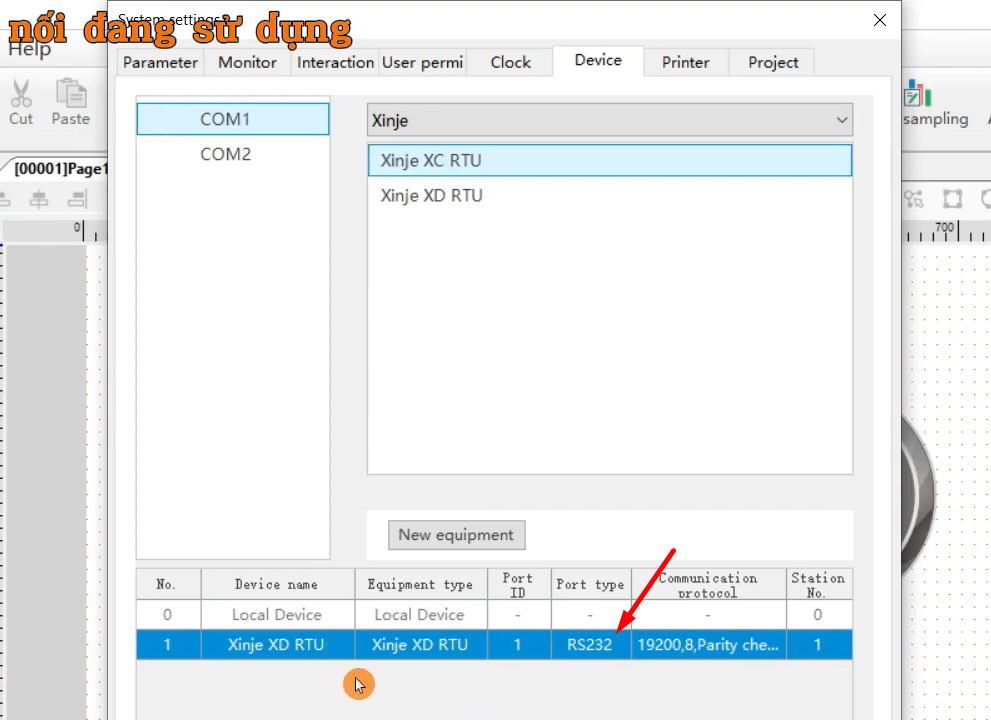 System settings
nối đang sử dụng
Help
Parameter Monitor Interaction User permi Clock Device Printer Project
Cut Paste
sampling
[00001]Page1
0
700
COM1
COM2
Xinje
Xinje XC RTU
Xinje XD RTU
New equipment
No. Device name Equipment type Port ID Port type Communication protocol Station No.
0 Local Device Local Device - - - 0
1 Xinje XD RTU Xinje XD RTU 1 RS232 19200,8,Parity che... 1